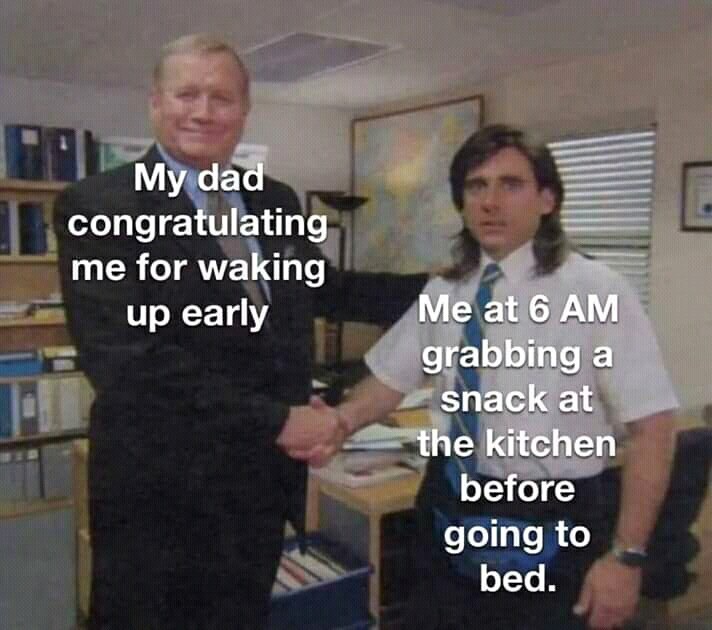 My dad
congratulating
me for waking
up early
Me at 6 AM
grabbing a
snack at
the kitchen
before
going to
bed.